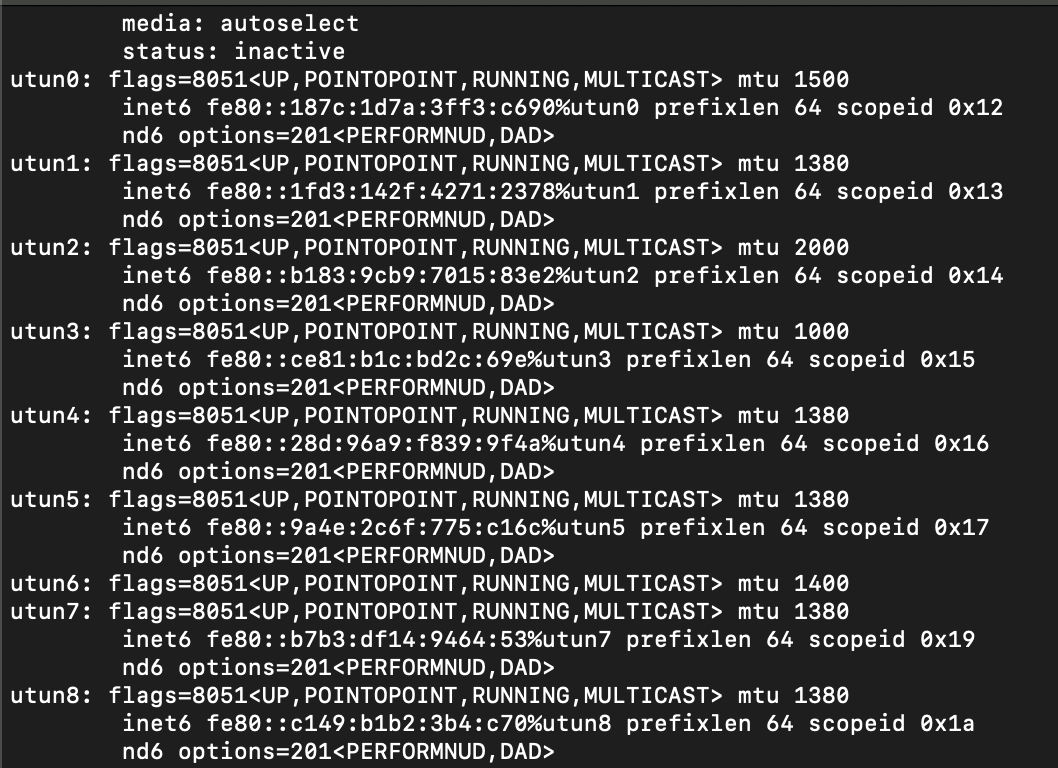 media: autoselect
status: inactive
utun0: flags=8051<UP,POINTOPOINT,RUNNING,MULTICAST> mtu 1500
inet6 fe80::187c:1d7a:3ff3:c690%utun0 prefixlen 64 scopeid 0x12
nd6 options=201<PERFORMNUD,DAD>
utun1: flags=8051<UP,POINTOPOINT,RUNNING,MULTICAST> mtu 1380
inet6 fe80::1fd3:142f:4271:2378%utun1 prefixlen 64 scopeid 0x13
nd6 options=201<PERFORMNUD,DAD>
utun2: flags=8051<UP,POINTOPOINT,RUNNING,MULTICAST> mtu 2000
inet6 fe80::b183:9cb9:7015:83e2%utun2 prefixlen 64 scopeid 0x14
nd6 options=201<PERFORMNUD,DAD>
utun3: flags=8051<UP,POINTOPOINT,RUNNING,MULTICAST> mtu 1000
inet6 fe80::ce81:b1c:bd2c:69e%utun3 prefixlen 64 scopeid 0x15
nd6 options=201<PERFORMNUD,DAD>
utun4: flags=8051<UP,POINTOPOINT,RUNNING,MULTICAST> mtu 1380
inet6 fe80::28d:96a9:f839:9f4a%utun4 prefixlen 64 scopeid 0x16
nd6 options=201<PERFORMNUD,DAD>
utun5: flags=8051<UP,POINTOPOINT,RUNNING,MULTICAST> mtu 1380
inet6 fe80::9a4e:2c6f:775:c16c%utun5 prefixlen 64 scopeid 0x17
nd6 options=201<PERFORMNUD,DAD>
utun6: flags=8051<UP,POINTOPOINT,RUNNING,MULTICAST> mtu 1400
utun7: flags=8051<UP,POINTOPOINT,RUNNING,MULTICAST> mtu 1380
inet6 fe80::b7b3:df14:9464:53%utun7 prefixlen 64 scopeid 0x19
nd6 options=201<PERFORMNUD,DAD>
utun8: flags=8051<UP,POINTOPOINT,RUNNING,MULTICAST> mtu 1380
inet6 fe80::c149:b1b2:3b4:c70%utun8 prefixlen 64 scopeid 0x1a
nd6 options=201<PERFORMNUD,DAD>